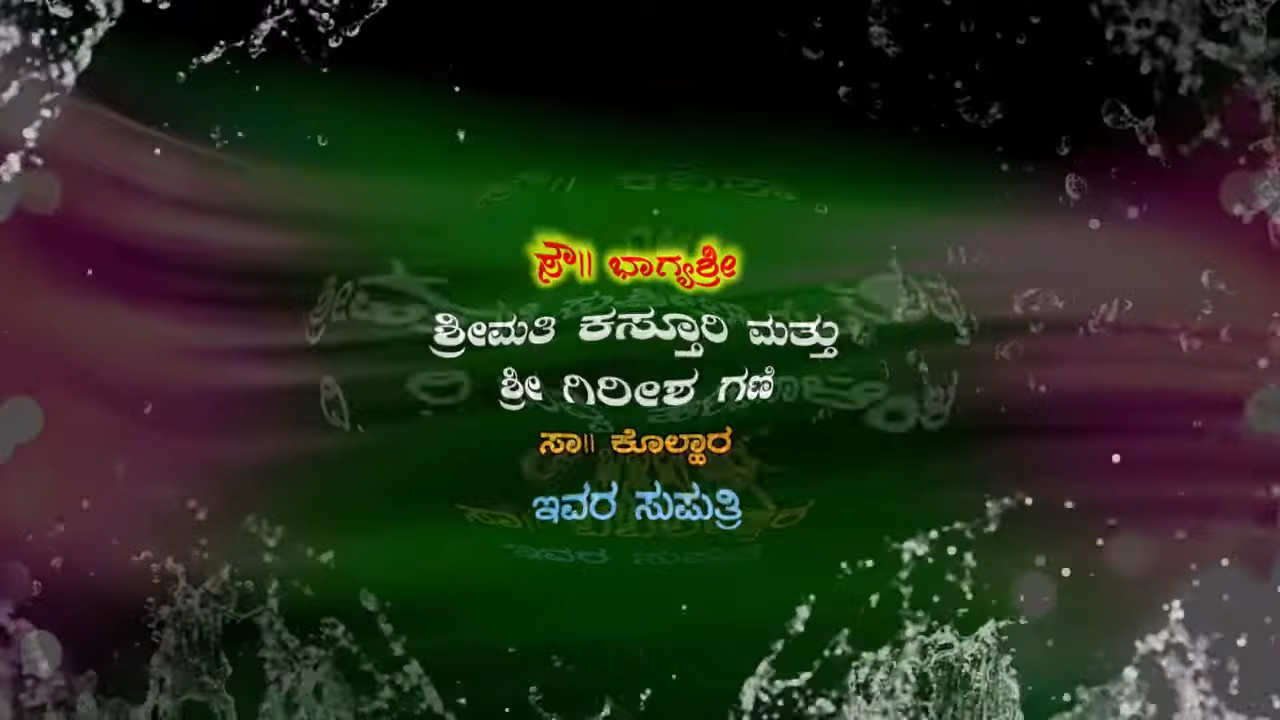 ಸೌ|| ಭಾಗ್ಯಶ್ರೀ
ಶ್ರೀಮತಿ ಕಸ್ತೂರಿ ಮತ್ತು
ಶ್ರೀ ಗಿರೀಶ ಗಣಿ
ಸಾ|| ಕೊಲ್ಹಾರ
ಇವರ ಸುಪುತ್ರಿ